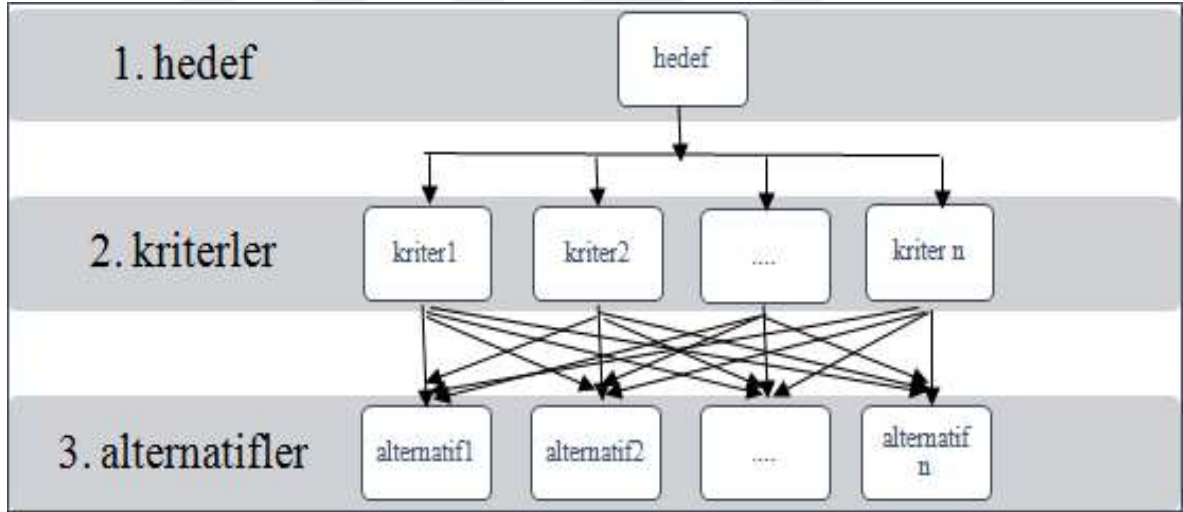 1. hedef
hedef
2. kriterler
kriter1
kriter2
....
kriter n
3. alternatifler
alternatif1
alternatif2
....
alternatif
n